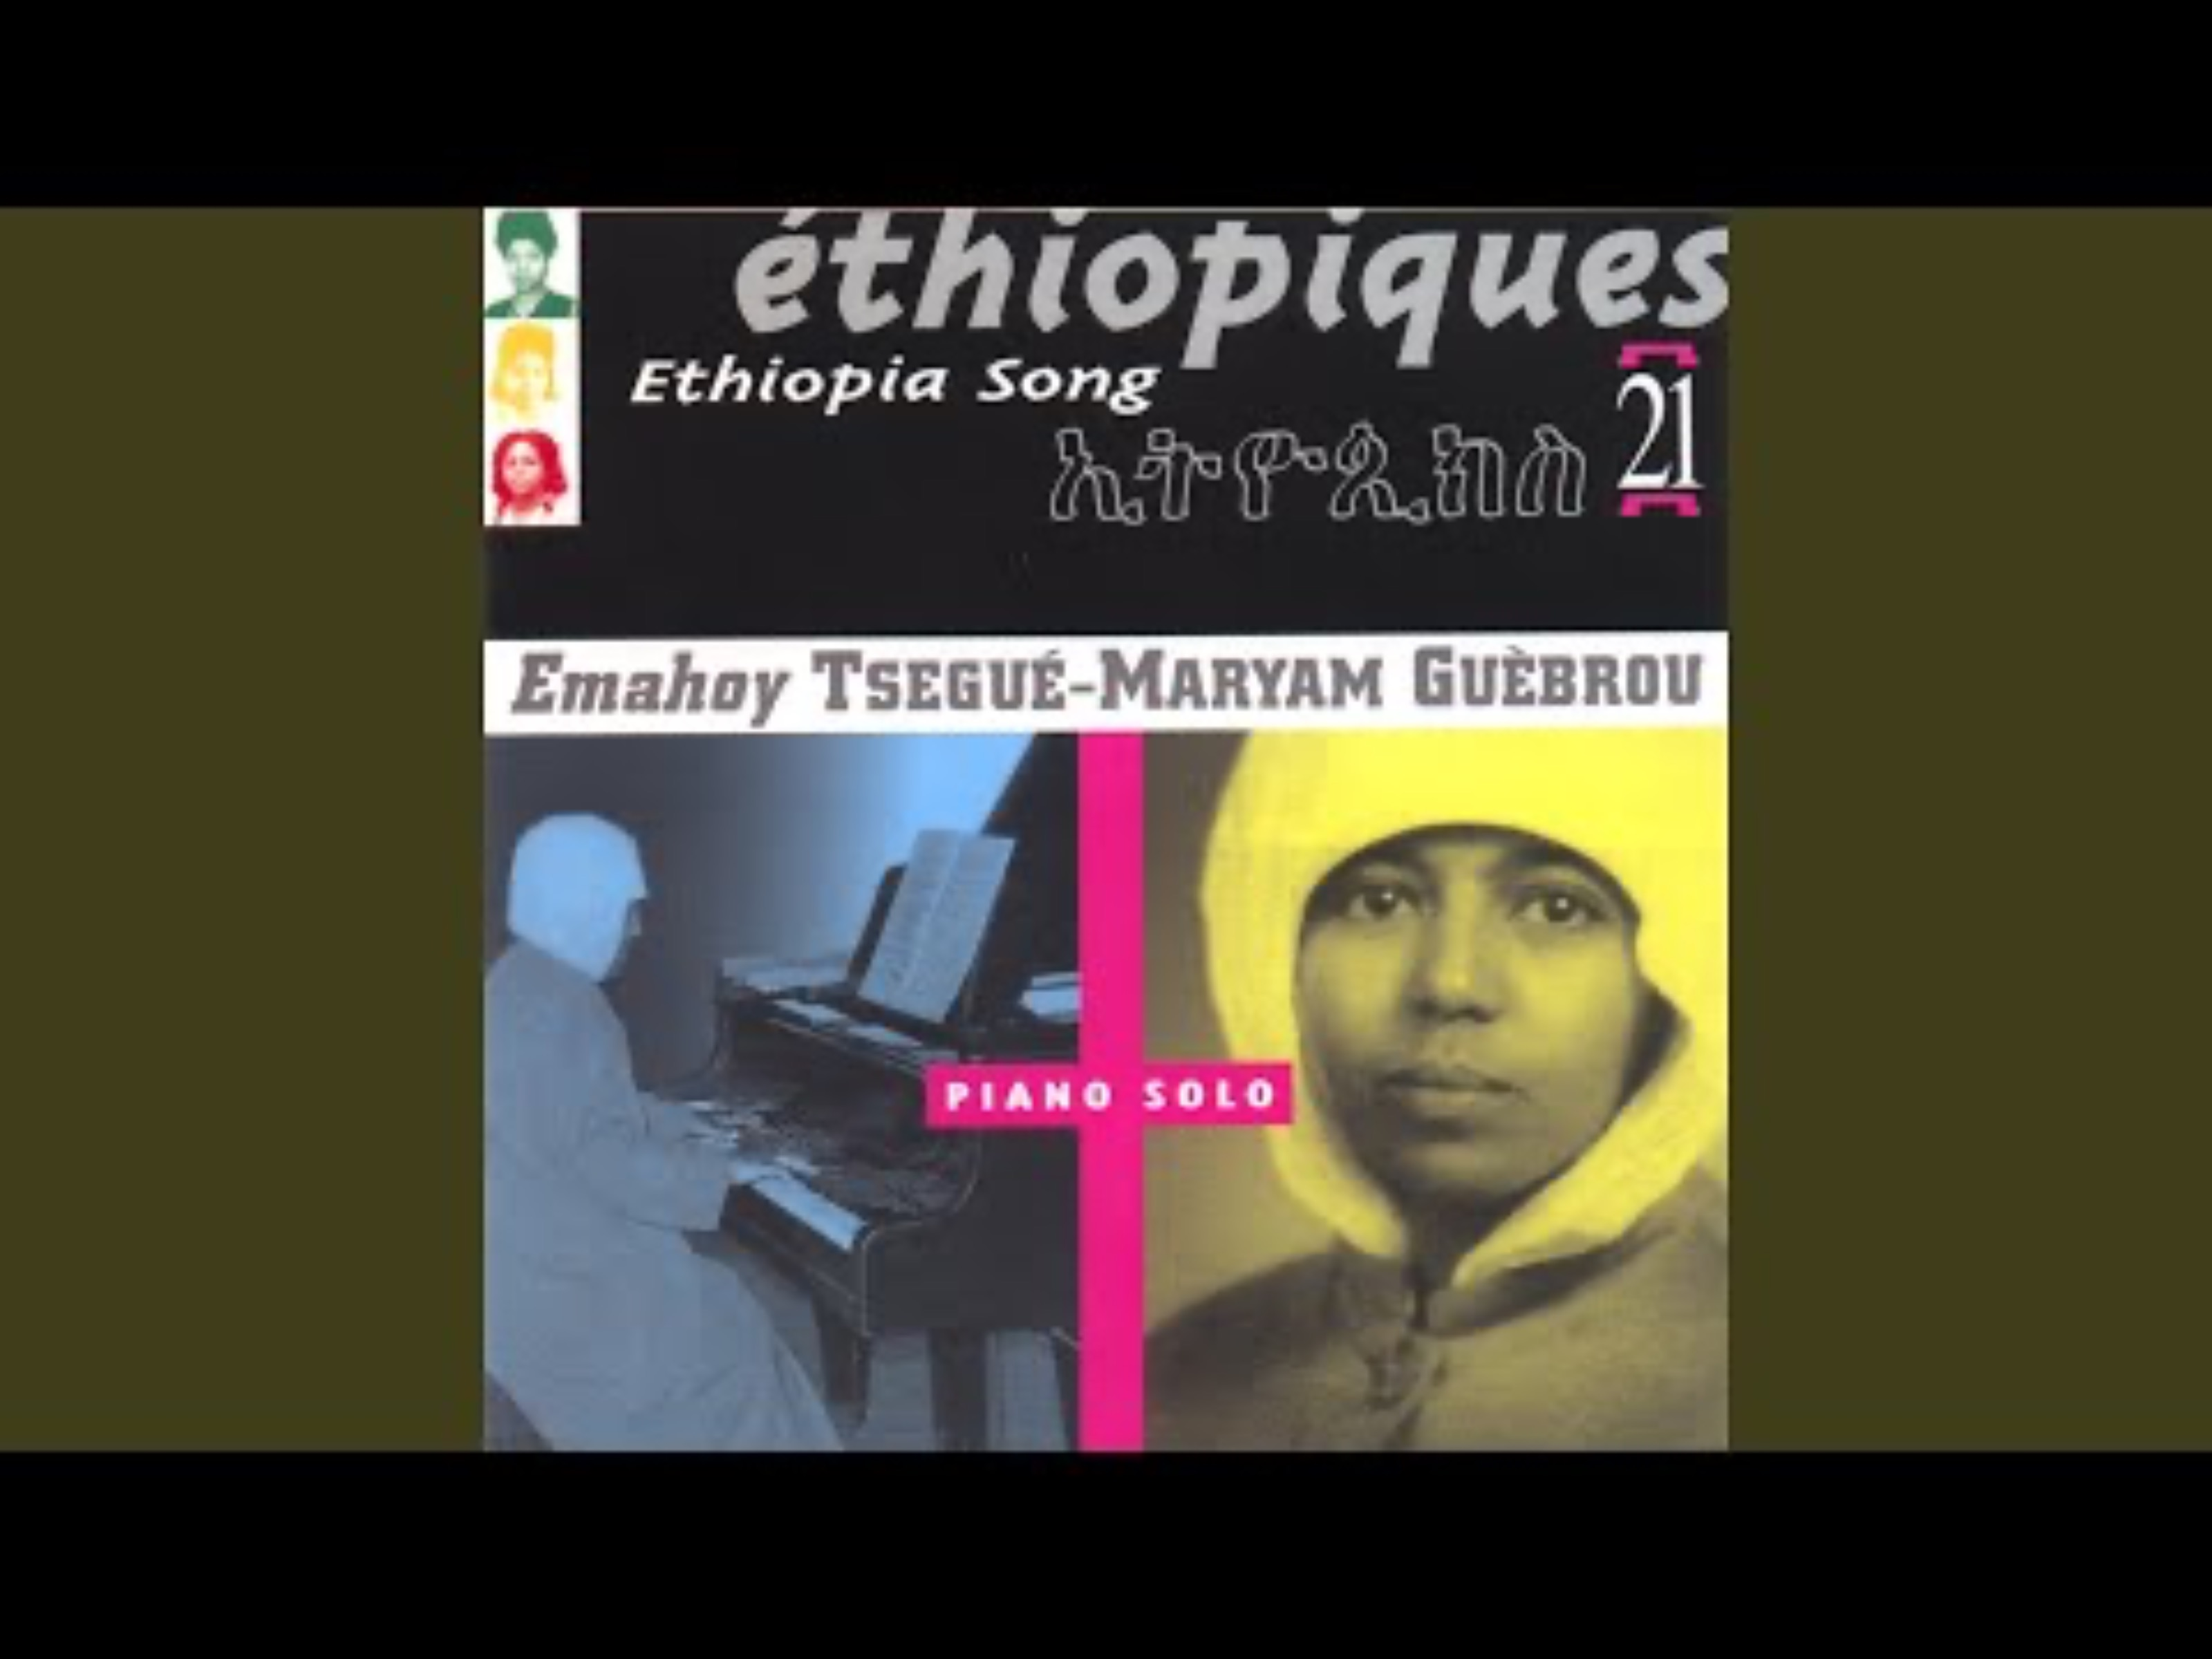 éthiopiques
Ethiopia Song
ኢትዮጲክስ
21
Emahoy TSEGUÉ-MARYAM GUÈBROU
PIANO SOLO